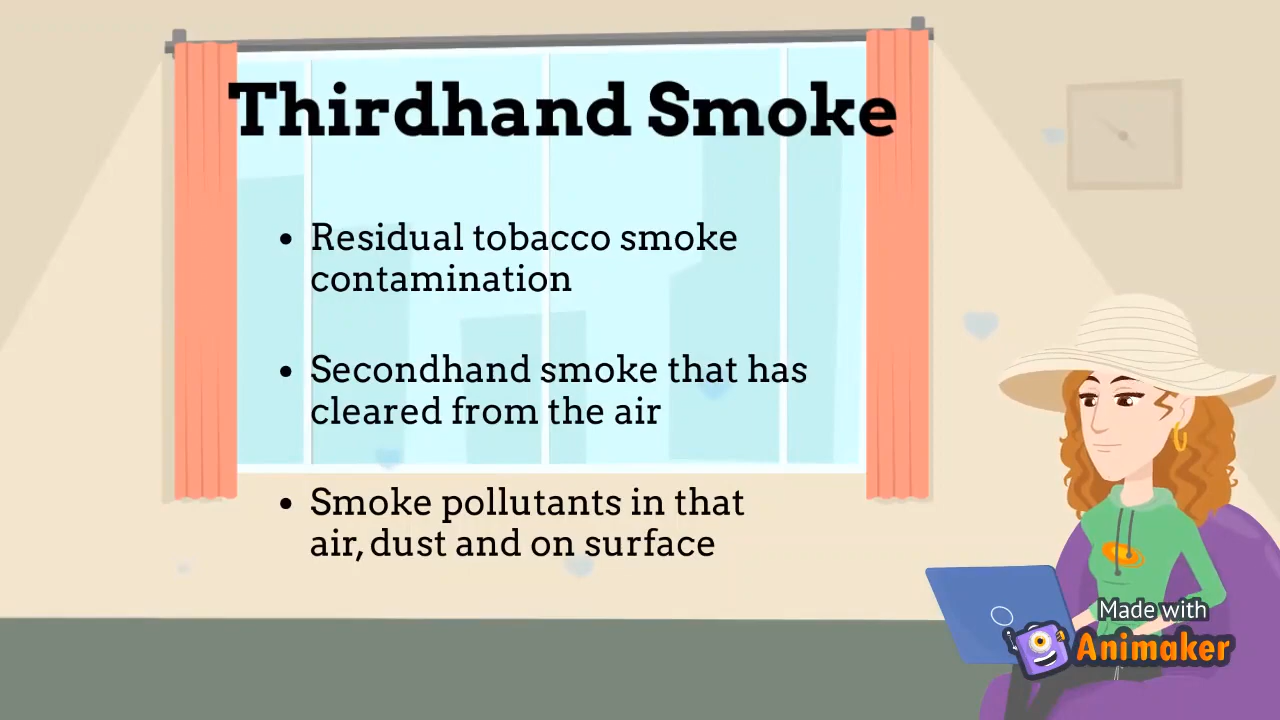 Thirdhand Smoke
• Residual tobacco smoke
contamination
• Secondhand smoke that has
cleared from the air
• Smoke pollutants in that
air, dust and on surface
Made with
Animaker